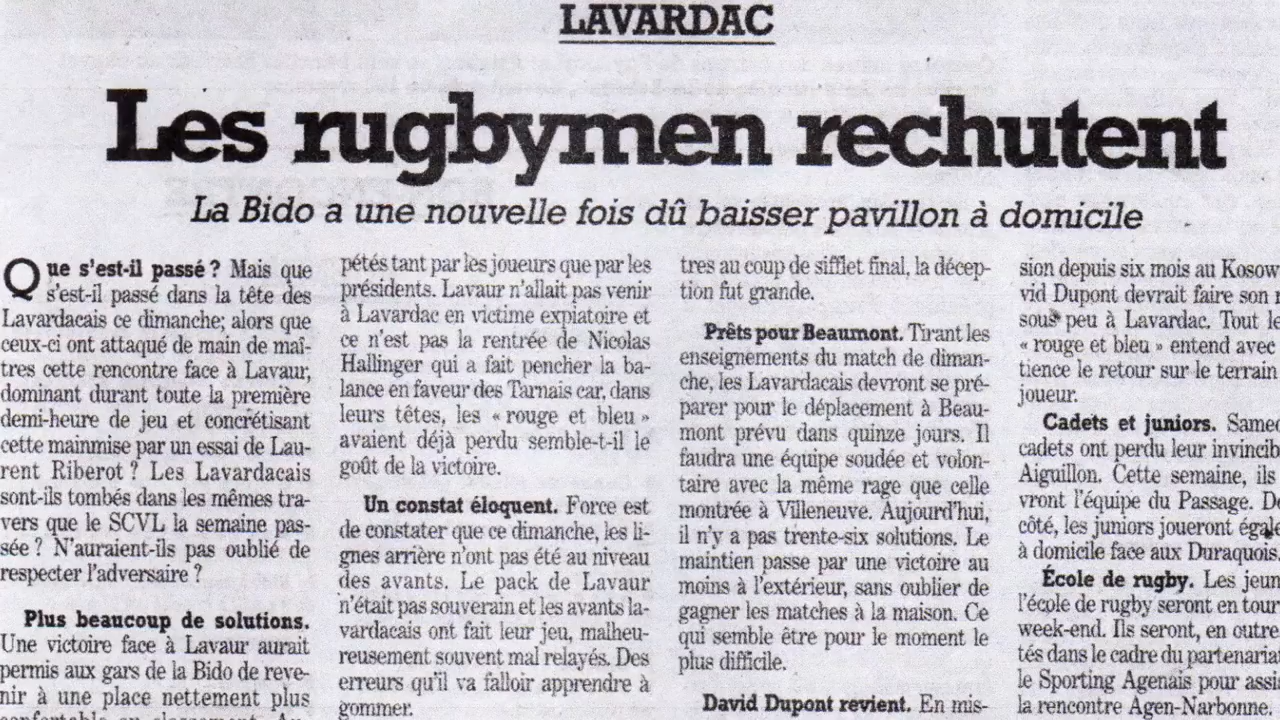 LAVARDAC
Les rugbymen rechutent
La Bido a une nouvelle fois dû baisser pavillon à domicile
Que s'est-il passé ? Mais que
s'est-il passé dans la tête des
Lavardacais ce dimanche; alors que
ceux-ci ont attaqué de main de maî-
tres cette rencontre face à Lavaur,
dominant durant toute la première
demi-heure de jeu et concrétisant
cette mainmise par un essai de Lau-
rent Riberot ? Les Lavardacais
sont-ils tombés dans les mêmes tra-
vers que le SCVL la semaine pas-
sée ? N'auraient-ils pas oublié de
respecter l'adversaire ?
Plus beaucoup de solutions.
Une victoire face à Lavaur aurait
permis aux gars de la Bido de reve-
nir à une place nettement plus
pétés tant par les joueurs que par les
présidents. Lavaur n'allait pas venir
à Lavardac en victime expiatoire et
ce n'est pas la rentrée de Nicolas
Hallinger qui a fait pencher la ba-
lance en faveur des Tarnais car, dans
leurs têtes, les « rouge et bleu »
avaient déjà perdu semble-t-il le
goût de la victoire.
Un constat éloquent. Force est
de constater que ce dimanche, les li-
gnes arrière n'ont pas été au niveau
des avants. Le pack de Lavaur
n'était pas souverain et les avants la-
vardacais ont fait leur jeu, malheu-
reusement souvent mal relayés. Des
erreurs qu'il va falloir apprendre à
gommer.
tres au coup de sifflet final, la décep-
tion fut grande.
Prêts pour Beaumont. Tirant les
enseignements du match de diman-
che, les Lavardacais devront se pré-
parer pour le déplacement à Beau-
mont prévu dans quinze jours. Il
faudra une équipe soudée et volon-
taire avec la même rage que celle
montrée à Villeneuve. Aujourd'hui,
il n'y a pas trente-six solutions. Le
maintien passe par une victoire au
moins à l'extérieur, sans oublier de
gagner les matches à la maison. Ce
qui semble être pour le moment le
plus difficile.
David Dupont revient. En mis-
sion depuis six mois au Kosow
vid Dupont devrait faire son r
sous peu à Lavardac. Tout le
« rouge et bleu » entend avec
tience le retour sur le terrain
joueur.
Cadets et juniors. Samed
cadets ont perdu leur invincib
Aiguillon. Cette semaine, ils
vront l'équipe du Passage. De
côté, les juniors joueront égale
à domicile face aux Duraquois.
École de rugby. Les jeun
l'école de rugby seront en tour
week-end. Ils seront, en outre
tés dans le cadre du partenariat
le Sporting Agenais pour assis
la rencontre Agen-Narbonne.